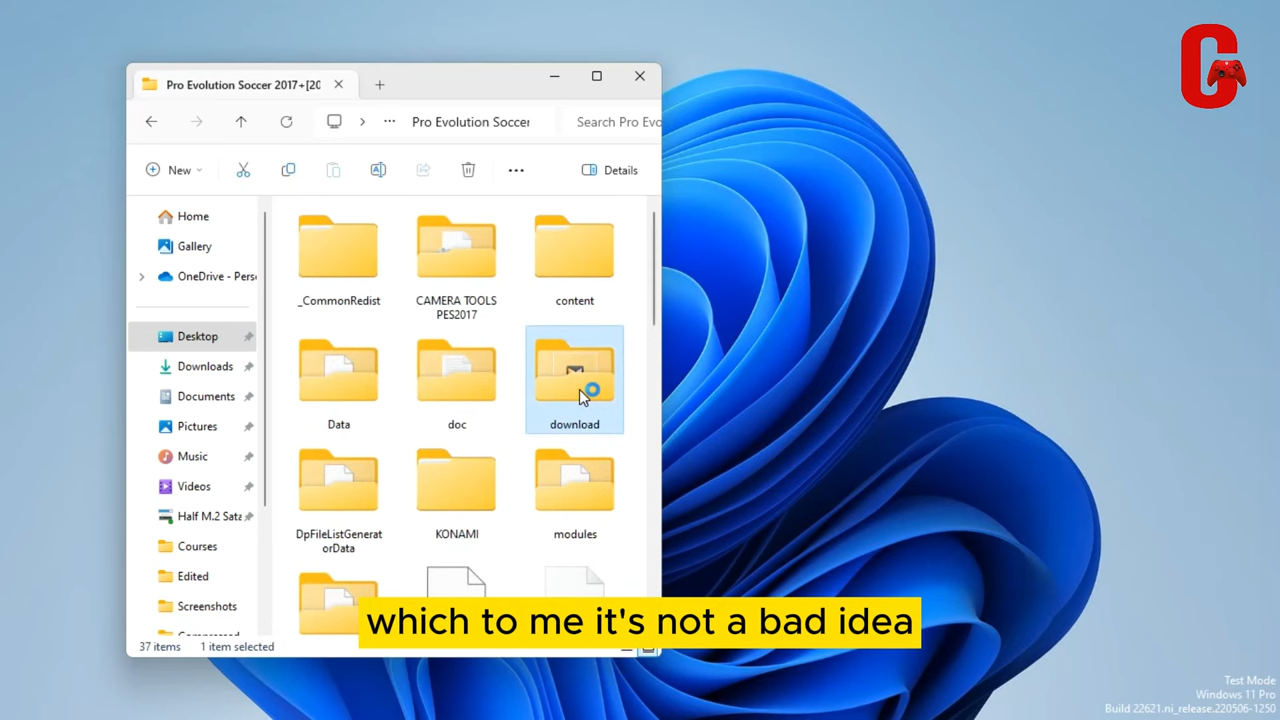 Pro Evolution Soccer 2017+[20
Pro Evolution Soccer
Search Pro Evo
New
Details
Home
Gallery
OneDrive - Pers
Desktop
Downloads
Documents
Pictures
Music
Videos
Half M.2 Sata
Courses
Edited
Screenshots
_CommonRedist
CAMERA TOOLS
PES2017
content
Data
doc
download
DpFileListGenerat
orData
KONAMI
modules
which to me it's not a bad idea
37 items
1 item selected
G
Test Mode
Windows 11 Pro
Build 22621.ni_release.220506-1250